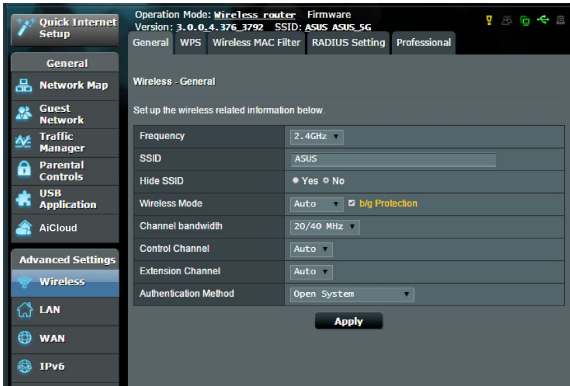 Quick Internet
Setup
General
Network Map
Guest
Network
Traffic
Manager
Parental
Controls
USB
Application
AiCloud
Advanced Settings
Wireless
LAN
WAN
IPv6
Operation Mode: Wireless router Firmware
Version: 3.0.0.4.376_3792 SSID: ASUS ASUS_5G
General WPS Wireless MAC Filter RADIUS Setting Professional
Wireless - General
Set up the wireless related information below.
Frequency 2.4GHz
SSID ASUS
Hide SSID Yes No
Wireless Mode Auto b/g Protection
Channel bandwidth 20/40 MHz
Control Channel Auto
Extension Channel Auto
Authentication Method Open System
Apply